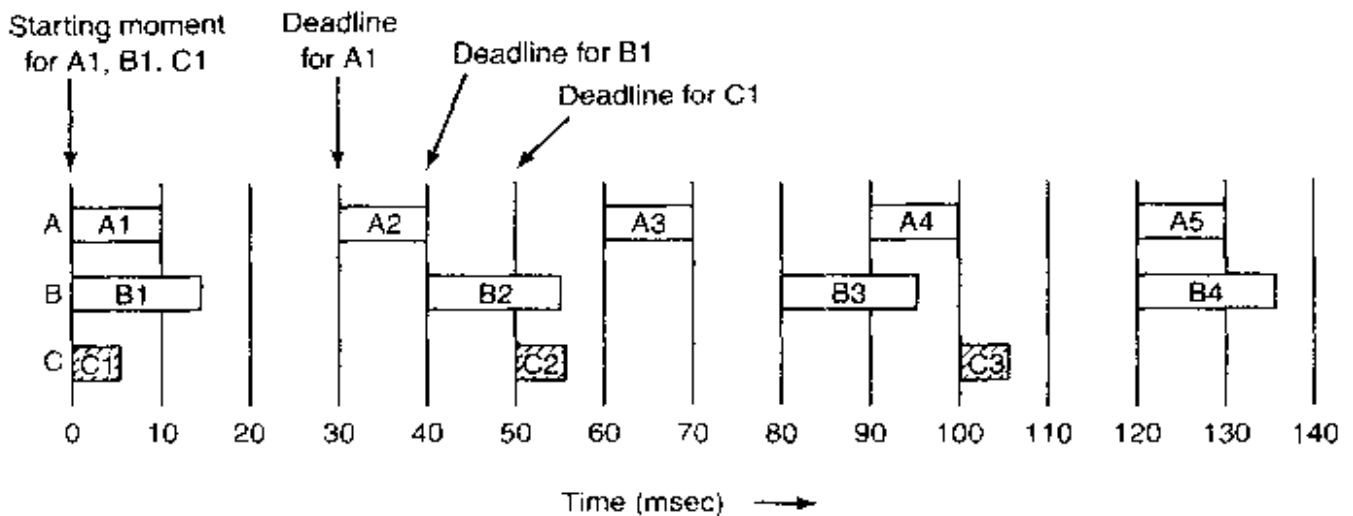 Starting moment
for A1, B1. C1
Deadline
for A1
Deadline for B1
Deadline for C1
A A1 A2 A3 A4 A5
B B1 B2 B3 B4
C C1 C2 C3
0 10 20 30 40 50 60 70 80 90 100 110 120 130 140
Time (msec)